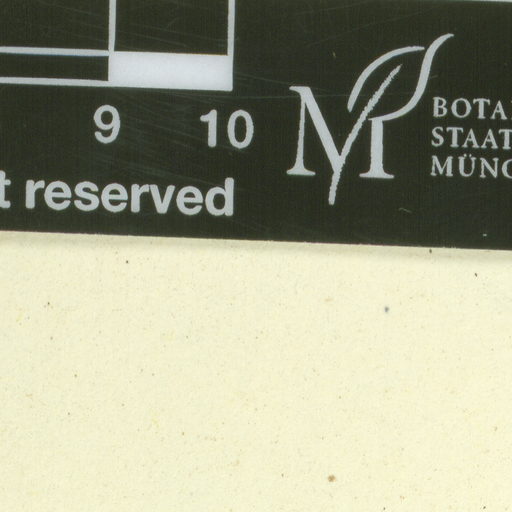 9 10
t reserved
M
BOTA
STAAT
MÜNC